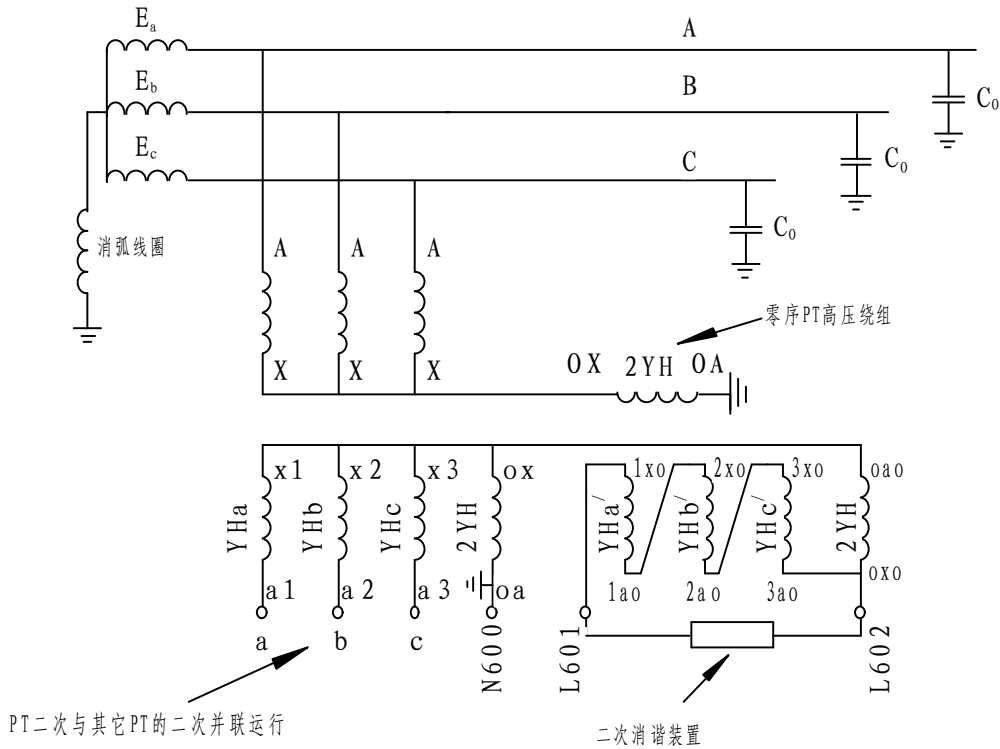 Ea
A
Eb
B
C0
Ec
C
C0
消弧线圈
C0
A A A
零序PT高压绕组
X X X
OX 2YH OA
x1 x2 x3 ox
1xo 2xo 3xo oao
YHa YHb YHc 2YH
YHa′ YHb′ YHc′ 2YH
oxo
a1 a2 a3 oa
1ao 2ao 3ao
a b c
N600
L601
L602
PT二次与其它PT的二次并联运行
二次消谐装置